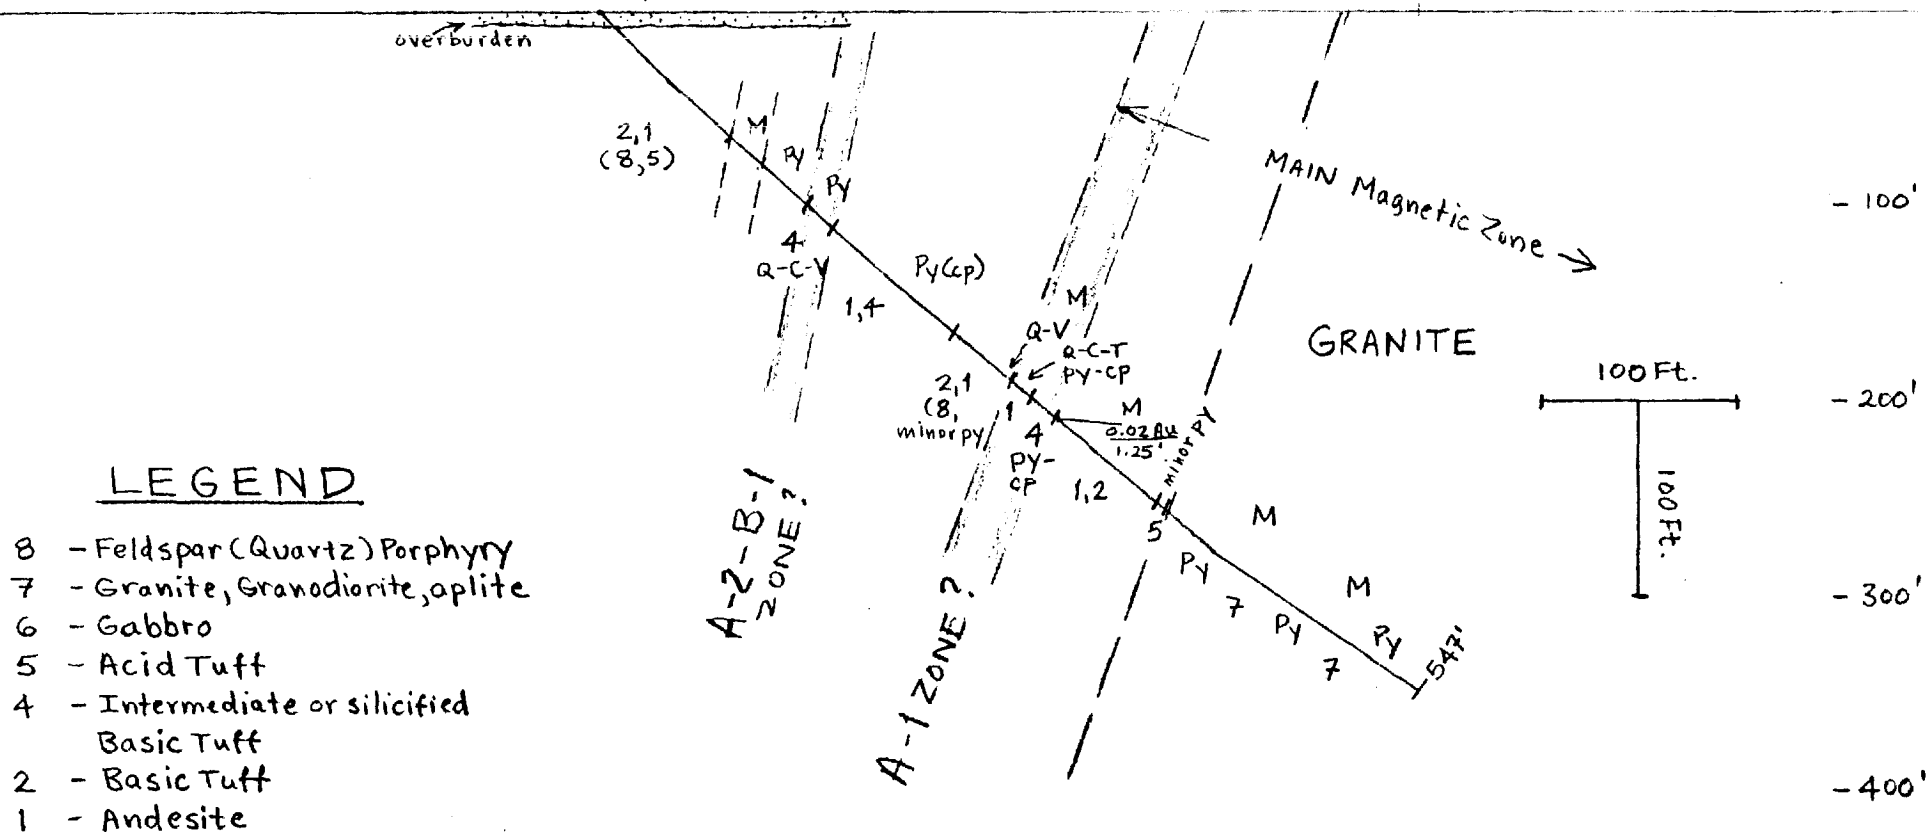 overburden
2,1
(8,5)
M
Py
Py
4
Q-C-V
1,4
Py(cp)
M
Q-V
Q-C-T
PY-CP
2,1
(8,
minor py
1
4
PY-
CP
M
0.02 Au
1.25'
1,2
minor PY
5
M
Py
7
Py
7
M
Py
547'
MAIN Magnetic Zone
GRANITE
100 Ft.
100 Ft.
- 100'
- 200'
- 300'
- 400'
A-2-B-1
ZONE?
A-1 ZONE?
LEGEND
8 - Feldspar (Quartz) Porphyry
7 - Granite, Granodiorite, aplite
6 - Gabbro
5 - Acid Tuff
4 - Intermediate or silicified
Basic Tuff
2 - Basic Tuff
1 - Andesite